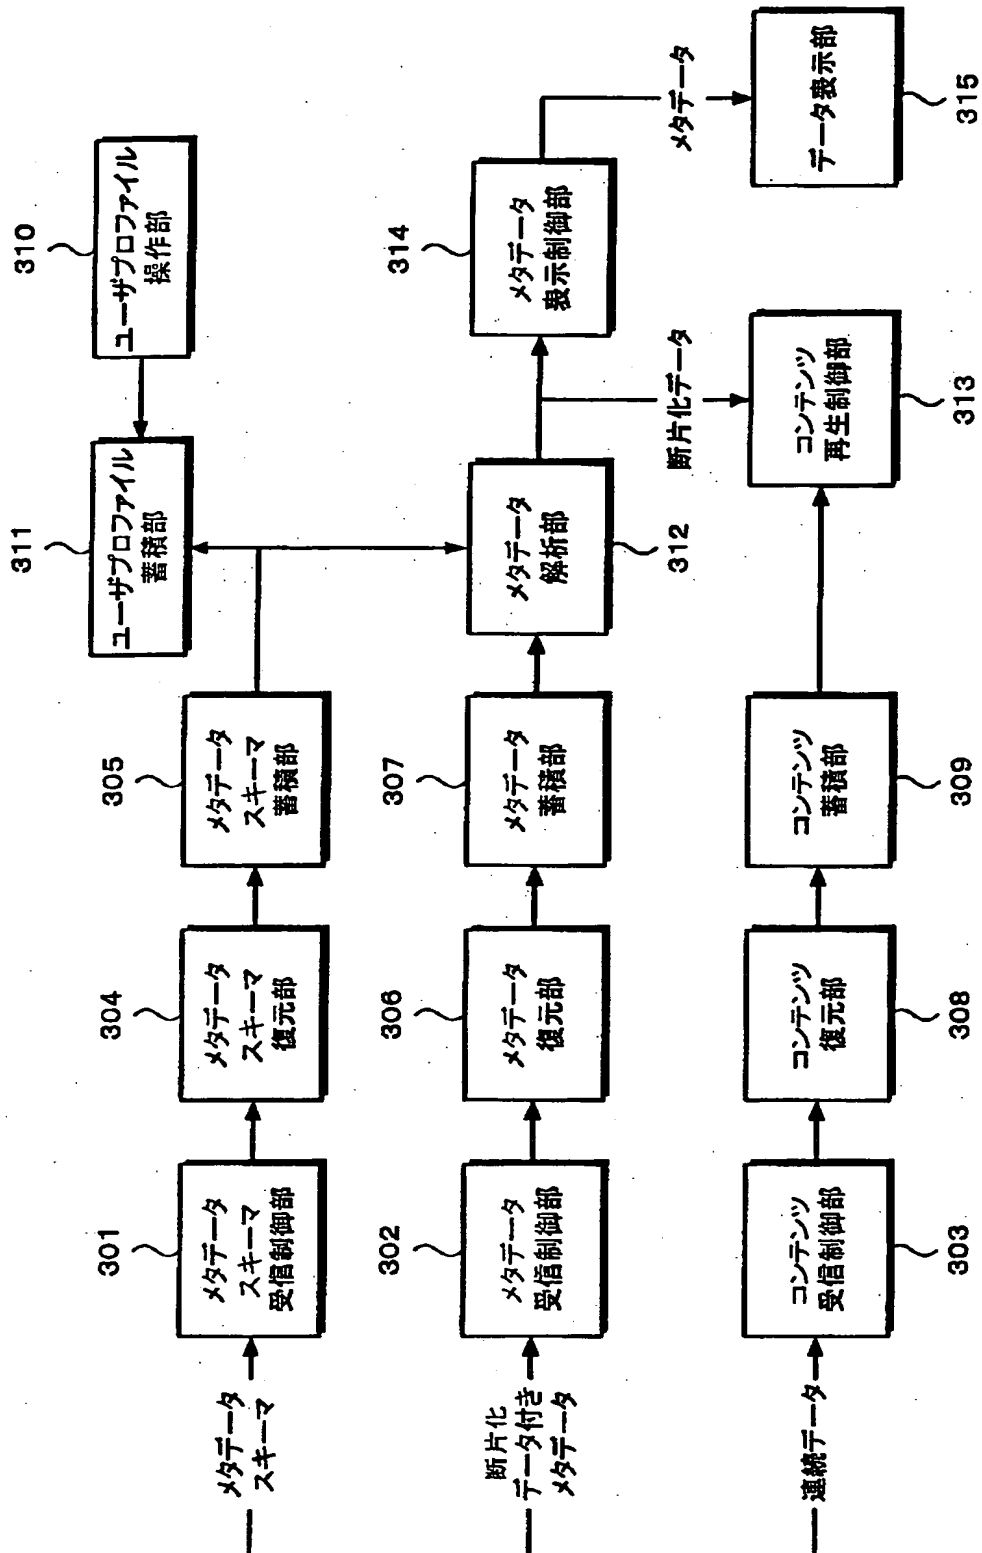 メタデータ
スキーマ
301
メタデータ
スキーマ
受信制御部
304
メタデータ
スキーマ
復元部
305
メタデータ
スキーマ
蓄積部
311
ユーザプロファイル
蓄積部
310
ユーザプロファイル
操作部
断片化
データ付き
メタデータ
302
メタデータ
受信制御部
306
メタデータ
復元部
307
メタデータ
蓄積部
メタデータ
解析部
312
314
メタデータ
表示制御部
断片化データ
メタデータ
連続データ
コンテンツ
受信制御部
303
コンテンツ
復元部
308
コンテンツ
蓄積部
309
コンテンツ
再生制御部
313
データ表示部
315